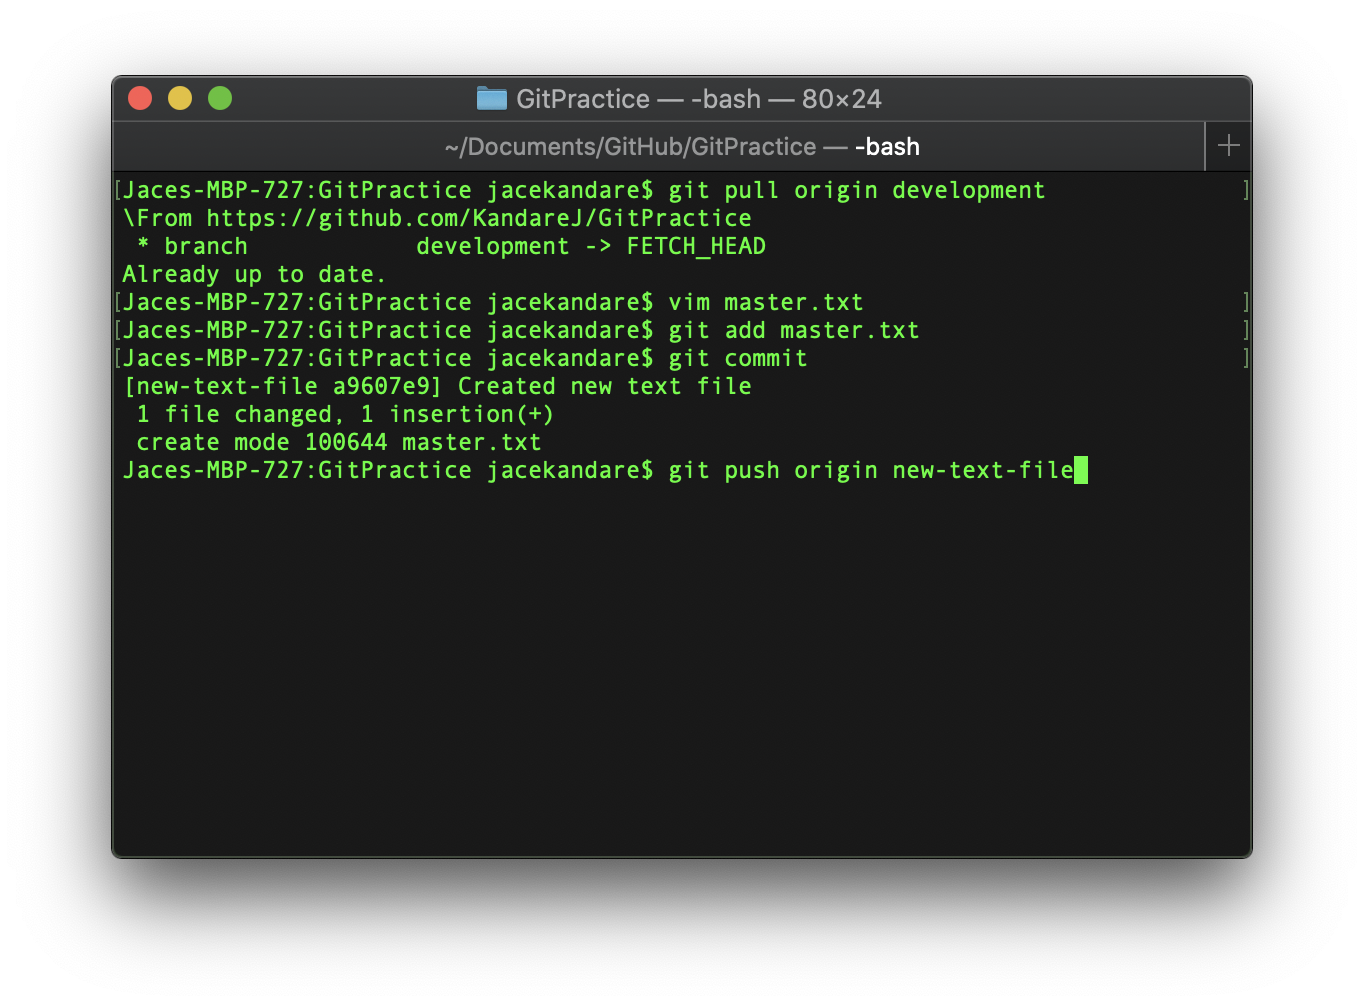 GitPractice — -bash — 80×24
~/Documents/GitHub/GitPractice — -bash
[Jaces-MBP-727:GitPractice jacekandare$ git pull origin development ]
\From https://github.com/KandareJ/GitPractice
 * branch            development -> FETCH_HEAD
Already up to date.
[Jaces-MBP-727:GitPractice jacekandare$ vim master.txt ]
[Jaces-MBP-727:GitPractice jacekandare$ git add master.txt ]
[Jaces-MBP-727:GitPractice jacekandare$ git commit ]
[new-text-file a9607e9] Created new text file
 1 file changed, 1 insertion(+)
 create mode 100644 master.txt
Jaces-MBP-727:GitPractice jacekandare$ git push origin new-text-file